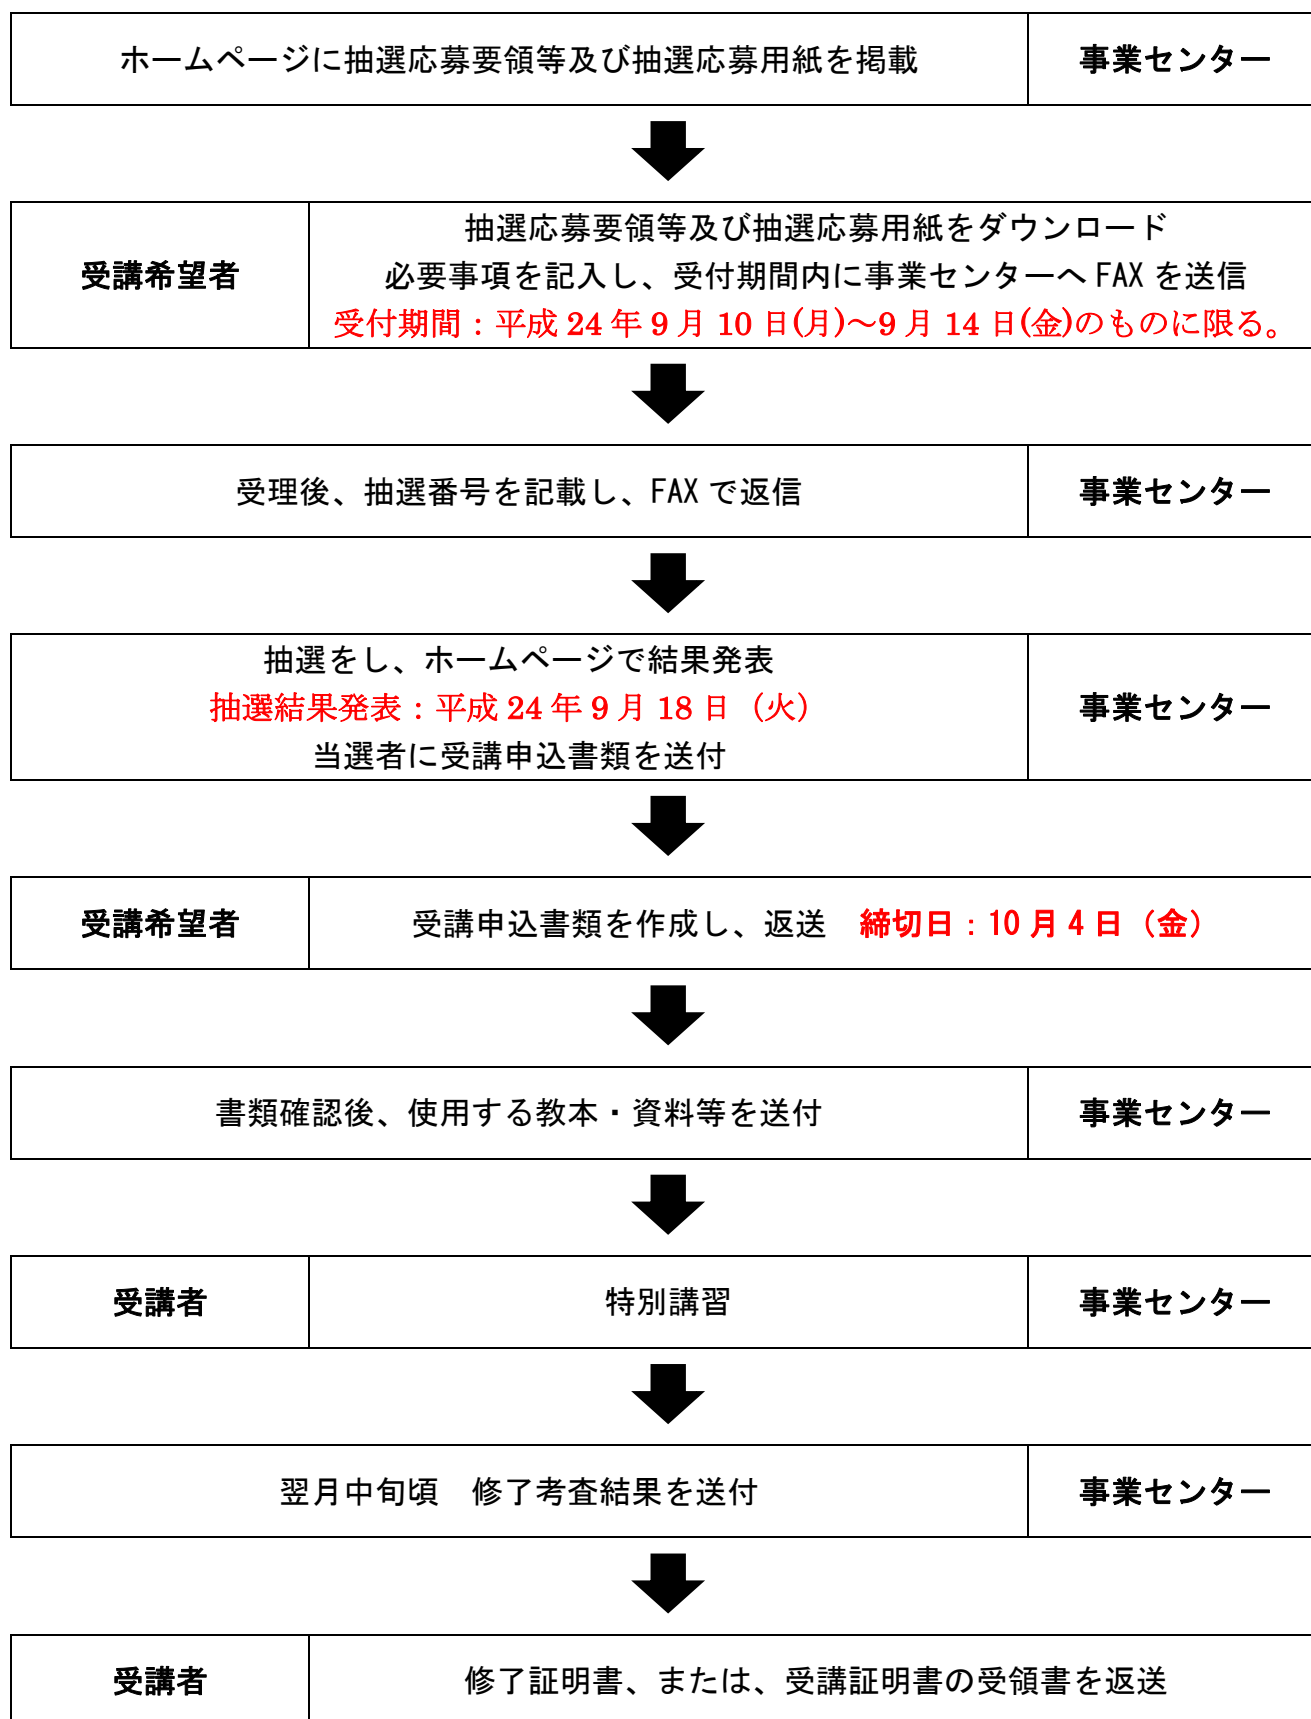 ホームページに抽選応募要領等及び抽選応募用紙を掲載 事業センター
抽選応募要領等及び抽選応募用紙をダウンロード
受講希望者 必要事項を記入し、受付期間内に事業センターへ FAX を送信
受付期間：平成 24 年 9 月 10 日(月)～9 月 14 日(金)のものに限る。
受理後、抽選番号を記載し、FAX で返信 事業センター
抽選をし、ホームページで結果発表
抽選結果発表：平成 24 年 9 月 18 日（火） 事業センター
当選者に受講申込書類を送付
受講希望者 受講申込書類を作成し、返送　締切日：10 月 4 日（金）
書類確認後、使用する教本・資料等を送付 事業センター
受講者 特別講習 事業センター
翌月中旬頃　修了考査結果を送付 事業センター
受講者 修了証明書、または、受講証明書の受領書を返送